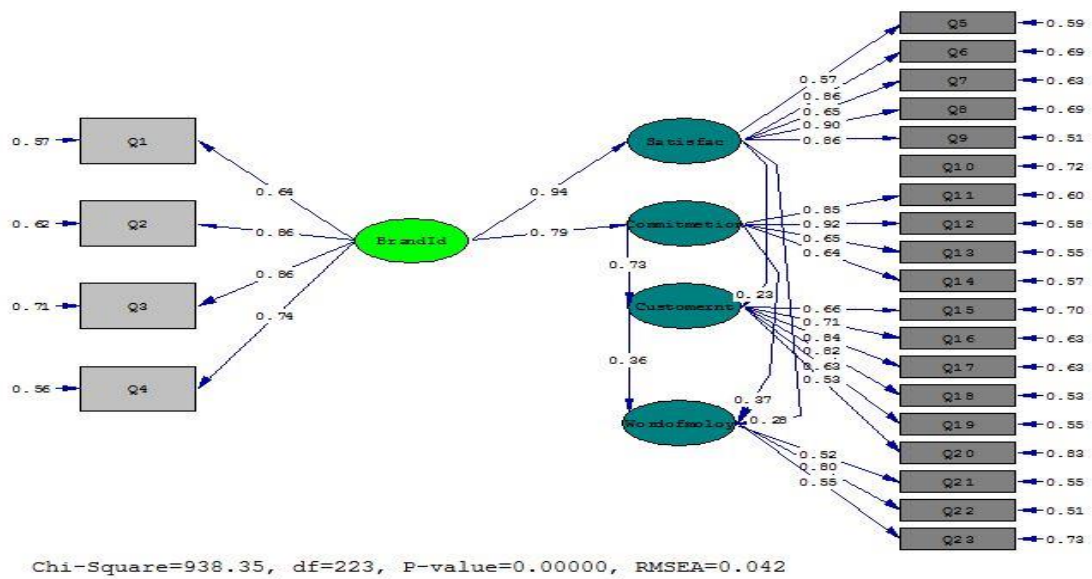 Q5
0.59
Q6
0.69
Q7
0.63
0.57
0.86
0.65
0.90
0.86
Q8
0.69
Q9
0.51
0.57
Q1
Satisfac
Q10
0.72
0.64
0.94
Q11
0.60
0.62
Q2
0.86
BrandId
0.79
Commitmetion
0.85
0.92
0.65
0.64
Q12
0.58
Q13
0.55
0.73
Q14
0.57
0.71
Q3
0.86
0.74
0.23
Customernt
0.66
0.71
0.84
0.82
0.63
0.53
Q15
0.70
Q16
0.63
Q17
0.63
0.36
0.56
Q4
Q18
0.53
0.37
0.28
Q19
0.55
Q20
0.83
0.52
0.80
0.55
Q21
0.55
Q22
0.51
Q23
0.73
Chi-Square=938.35, df=223, P-value=0.00000, RMSEA=0.042